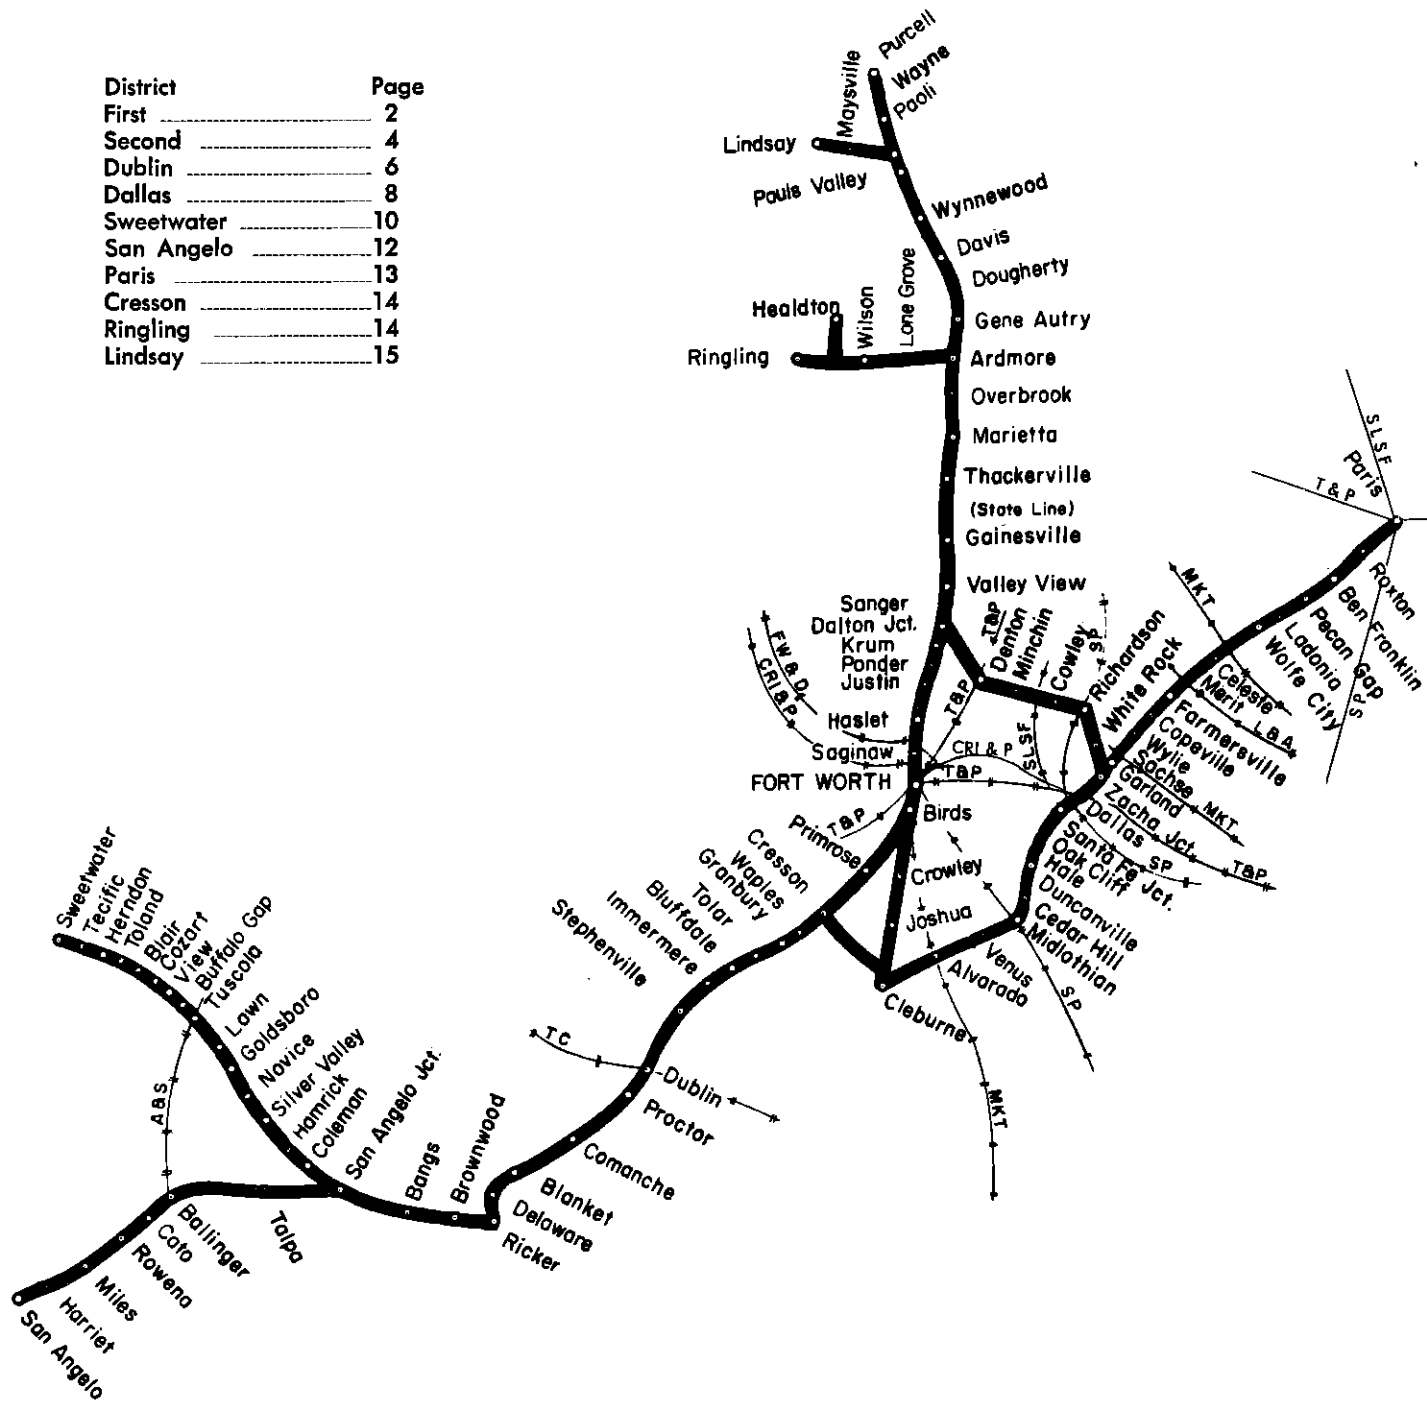 District Page
First 2
Second 4
Dublin 6
Dallas 8
Sweetwater 10
San Angelo 12
Paris 13
Cresson 14
Ringling 14
Lindsay 15
Purcell
Wayne
Paoli
Maysville
Lindsay
Pauls Valley
Wynnewood
Davis
Dougherty
Healdton
Wilson
Lone Grove
Gene Autry
Ringling
Ardmore
Overbrook
Marietta
Thackerville
(State Line)
Gainesville
Valley View
Sanger
Dalton Jct.
Krum
Ponder
Justin
Haslet
Saginaw
FORT WORTH
FW & D
CRI & P
T&P
Denton
Minchin
Cowley
SP
Richardson
White Rock
T&P
SLSF
CRI & P
T&P
T&P
SLSF
Paris
T & P
Roxton
Ben Franklin
Pecan Gap
Ladonia
Wolfe City
SP
MKT
Celeste
Merit
L & A
Farmersville
Copeville
Wylie
Sachse
MKT
Garland
Zacha Jct.
T&P
Dallas
SP
Santa Fe Jct.
Oak Cliff
Hale
Duncanville
Cedar Hill
Midlothian
SP
Venus
Alvarado
Cleburne
MKT
Birds
Crowley
Joshua
Primrose
Cresson
Waples
Granbury
Tolar
Bluffdale
Immermere
Stephenville
TC
Dublin
Proctor
Comanche
Blanket
Delaware
Ricker
Brownwood
Bangs
San Angelo Jct.
Coleman
Hamrick
Silver Valley
Novice
Goldsboro
Lawn
Tuscola
Buffalo Gap
View
Cozart
Blair
Toland
Herndon
Tecific
Sweetwater
A&S
Talpa
Ballinger
Cato
Rowena
Miles
Harriet
San Angelo